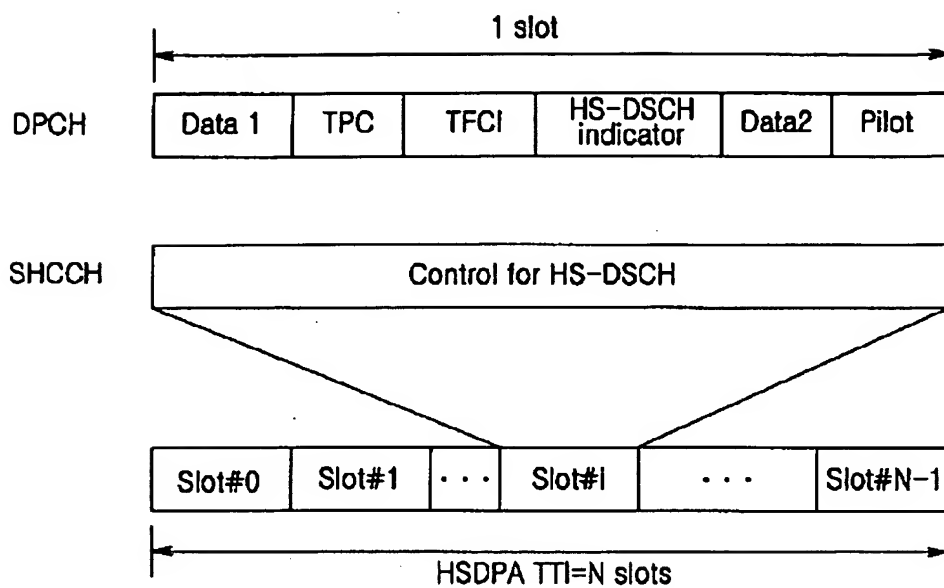 1 slot
DPCH Data 1 TPC TFCI HS-DSCH indicator Data2 Pilot
SHCCH Control for HS-DSCH
Slot#0 Slot#1 ... Slot#I ... Slot#N-1
HSDPA TTI=N slots